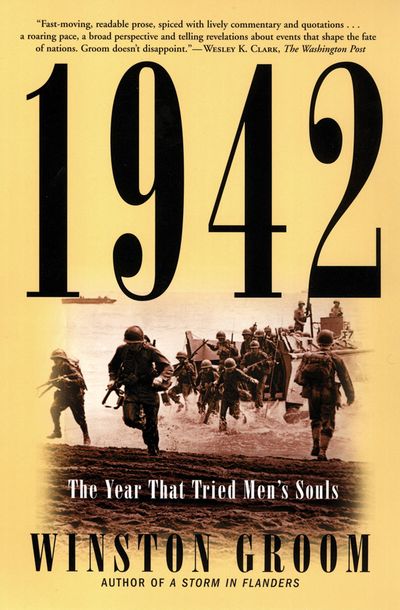 “Fast-moving, readable prose, spiced with lively commentary and quotations . . .
a roaring pace, a broad perspective and telling revelations about events that shape the fate
of nations. Groom doesn’t disappoint.”—WESLEY K. CLARK, The Washington Post
1942
The Year That Tried Men’s Souls
WINSTON GROOM
AUTHOR OF A STORM IN FLANDERS